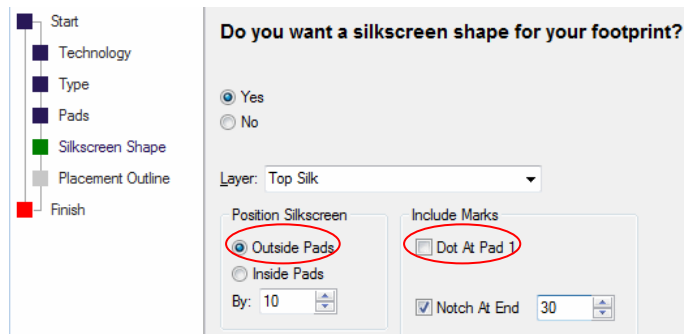 Start
Technology
Type
Pads
Silkscreen Shape
Placement Outline
Finish
Do you want a silkscreen shape for your footprint?
Yes
No
Layer: Top Silk
Position Silkscreen
Outside Pads
Inside Pads
By: 10
Include Marks
Dot At Pad 1
Notch At End 30